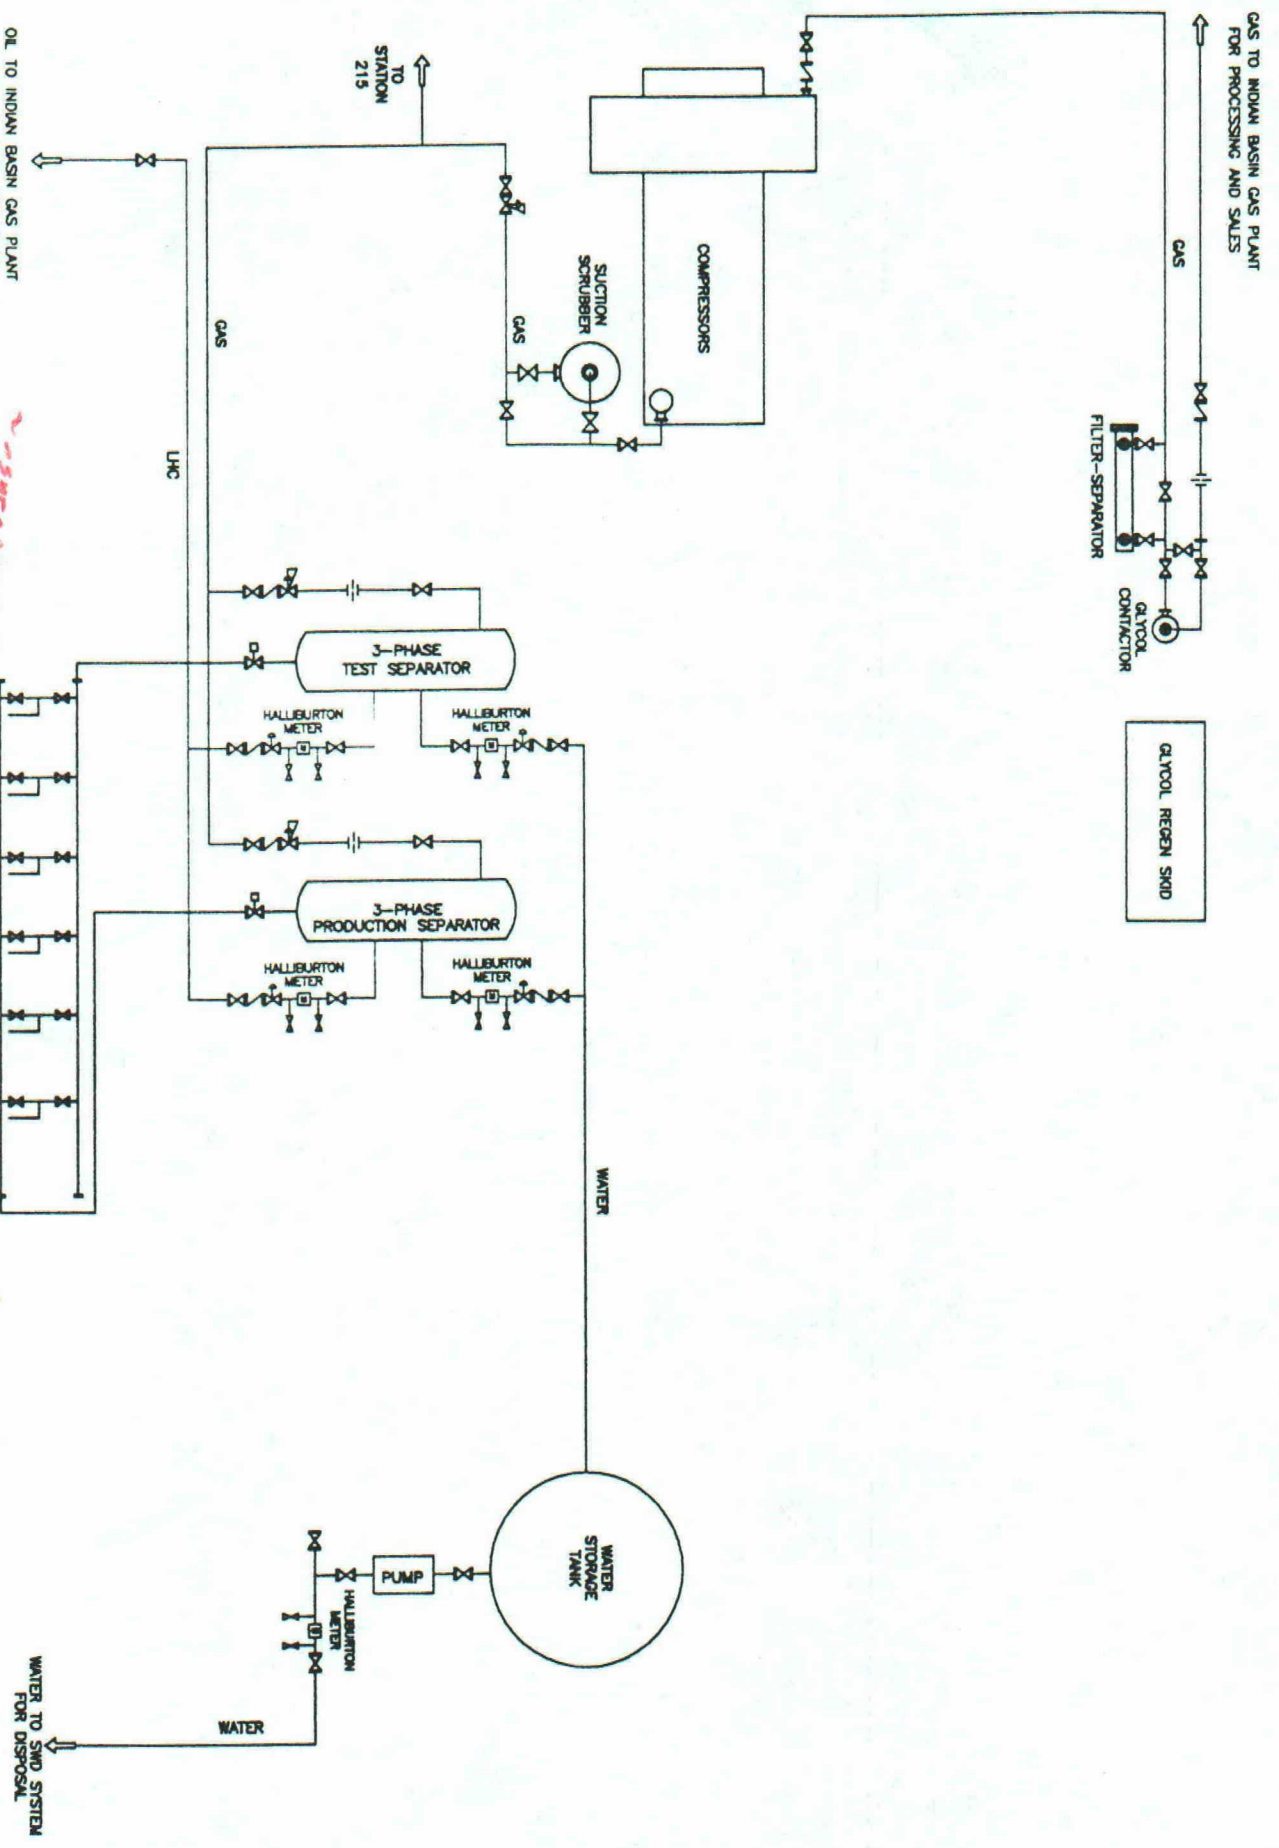 GAS TO INDIAN BASIN GAS PLANT
FOR PROCESSING AND SALES
GAS
FILTER-SEPARATOR
GLYCOL
CONTACTOR
GLYCOL REGEN SKID
COMPRESSORS
SUCTION
SCRUBBER
GAS
TO
STATION
215
GAS
LHC
OIL TO INDIAN BASIN GAS PLANT
3-PHASE
TEST SEPARATOR
HALLIBURTON
METER
M
HALLIBURTON
METER
M
3-PHASE
PRODUCTION SEPARATOR
HALLIBURTON
METER
M
HALLIBURTON
METER
M
WATER
WATER
STORAGE
TANK
PUMP
HALLIBURTON
METER
M
WATER
WATER TO SWD SYSTEM
FOR DISPOSAL